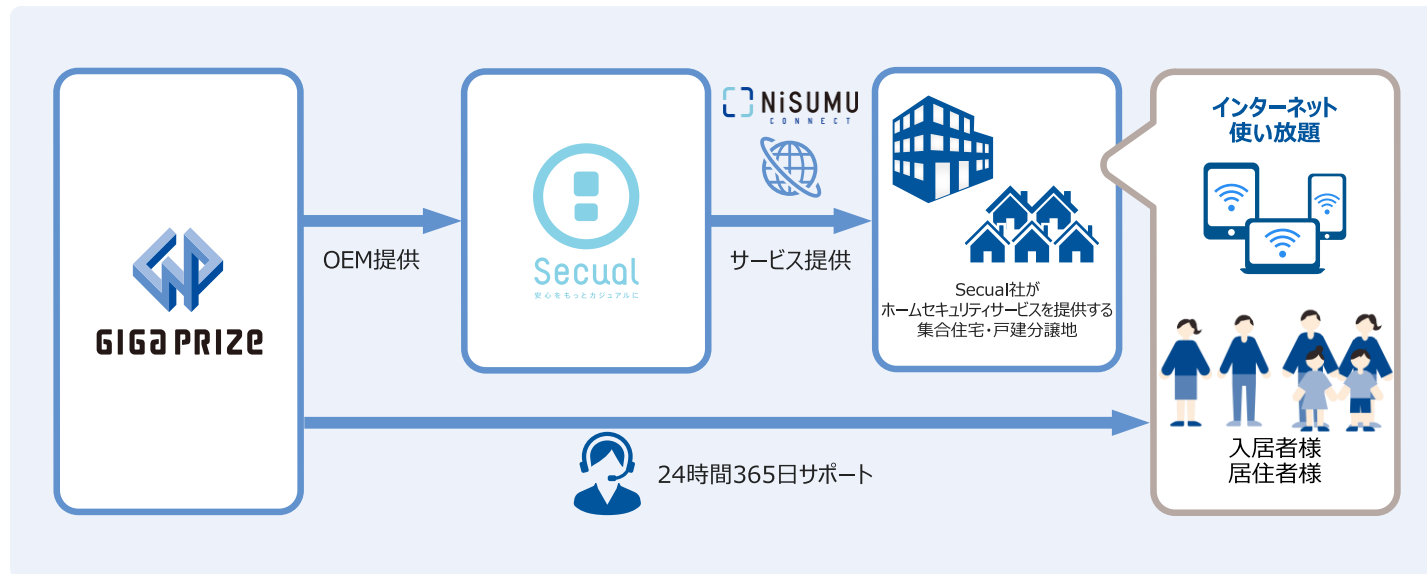 GIGA PRIZE
OEM提供
Secual
安心をもっとカジュアルに
NiSUMU
CONNECT
サービス提供
Secual社が
ホームセキュリティサービスを提供する
集合住宅・戸建分譲地
インターネット
使い放題
入居者様
居住者様
24時間365日サポート